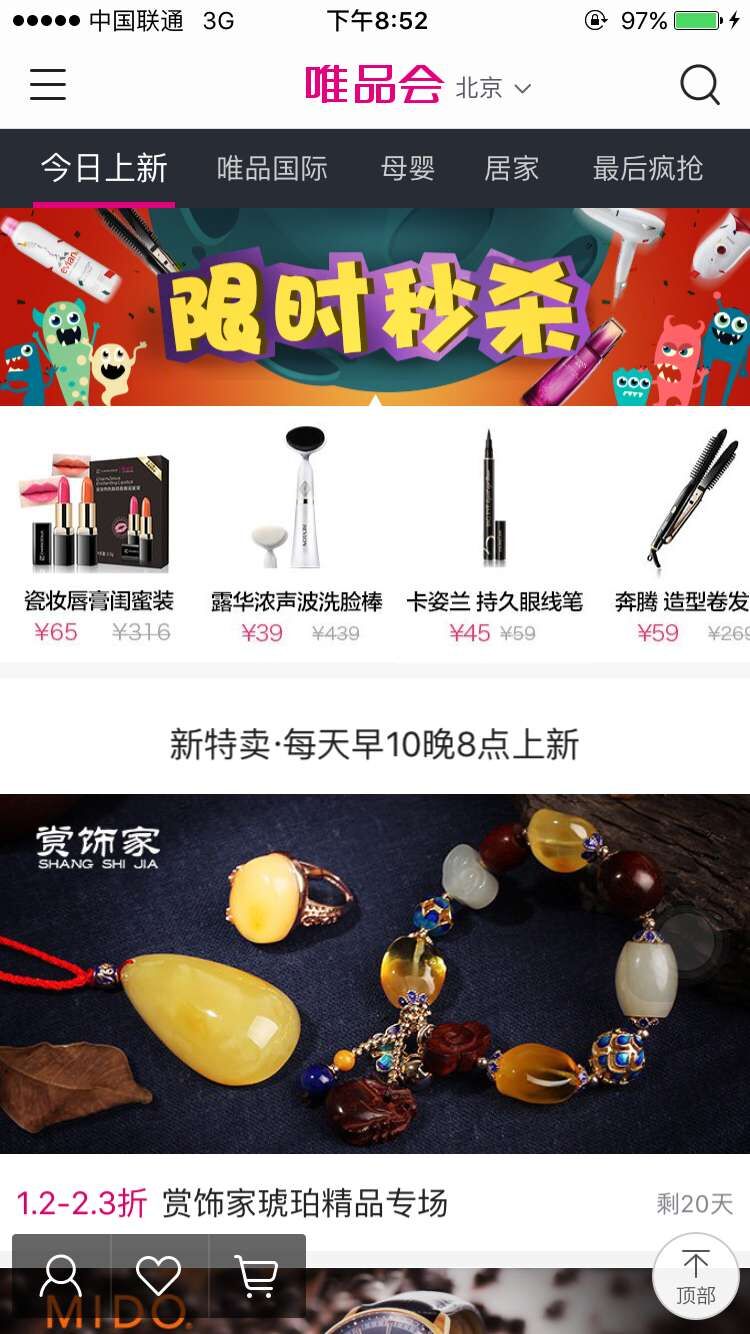 中国联通 3G 下午8:52 97%
唯品会 北京
今日上新 唯品国际 母婴 居家 最后疯抢
evian
限时秒杀
瓷妆唇膏闺蜜装 露华浓声波洗脸棒 卡姿兰 持久眼线笔 奔腾 造型卷发
¥65 ¥316 ¥39 ¥439 ¥45 ¥59 ¥59 ¥269
新特卖·每天早10晚8点上新
赏饰家
SHANG SHI JIA
1.2-2.3折 赏饰家琥珀精品专场 剩20天
顶部
MIDO